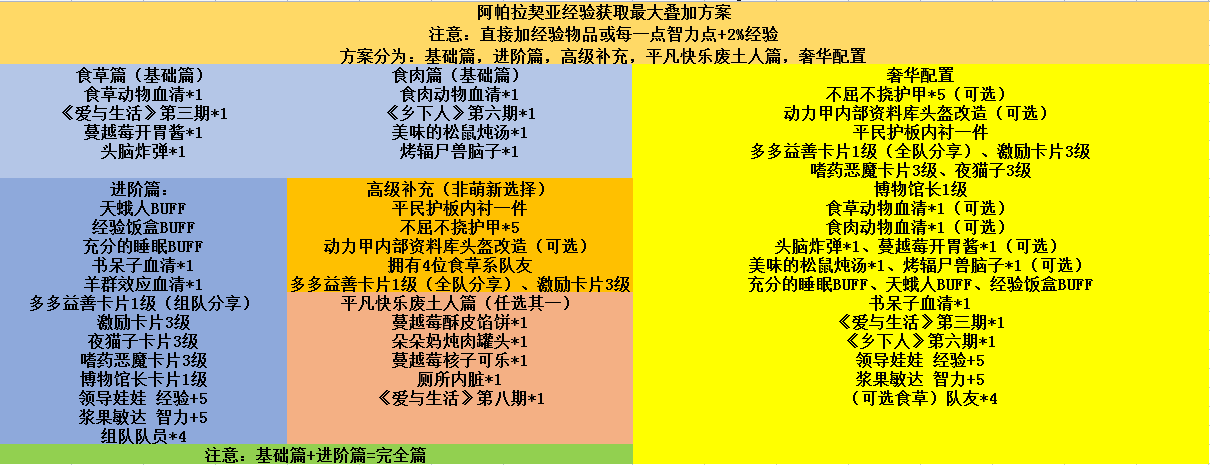 阿帕拉契亚经验获取最大叠加方案
注意：直接加经验物品或每一点智力点+2%经验
方案分为：基础篇，进阶篇，高级补充，平凡快乐废土人篇，奢华配置
食草篇（基础篇）
食草动物血清*1
《爱与生活》第三期*1
蔓越莓开胃酱*1
头脑炸弹*1
食肉篇（基础篇）
食肉动物血清*1
《乡下人》第六期*1
美味的松鼠炖汤*1
烤辐尸兽脑子*1
进阶篇：
天蛾人BUFF
经验饭盒BUFF
充分的睡眠BUFF
书呆子血清*1
羊群效应血清*1
多多益善卡片1级（组队分享）
激励卡片3级
夜猫子卡片3级
嗜药恶魔卡片3级
博物馆长卡片1级
领导娃娃 经验+5
浆果敏达 智力+5
组队队员*4
高级补充（非萌新选择）
平民护板内衬一件
不屈不挠护甲*5
动力甲内部资料库头盔改造（可选）
拥有4位食草系队友
多多益善卡片1级（全队分享）、激励卡片3级
平凡快乐废土人篇（任选其一）
蔓越莓酥皮馅饼*1
朵朵妈炖肉罐头*1
蔓越莓核子可乐*1
厕所内脏*1
《爱与生活》第八期*1
奢华配置
不屈不挠护甲*5（可选）
动力甲内部资料库头盔改造（可选）
平民护板内衬一件
多多益善卡片1级（全队分享）、激励卡片3级
嗜药恶魔卡片3级、夜猫子3级
博物馆长1级
食草动物血清*1（可选）
食肉动物血清*1（可选）
头脑炸弹*1、蔓越莓开胃酱*1（可选）
美味的松鼠炖汤*1、烤辐尸兽脑子*1（可选）
充分的睡眠BUFF、天蛾人BUFF、经验饭盒BUFF
书呆子血清*1
《爱与生活》第三期*1
《乡下人》第六期*1
领导娃娃 经验+5
浆果敏达 智力+5
（可选食草）队友*4
注意：基础篇+进阶篇=完全篇